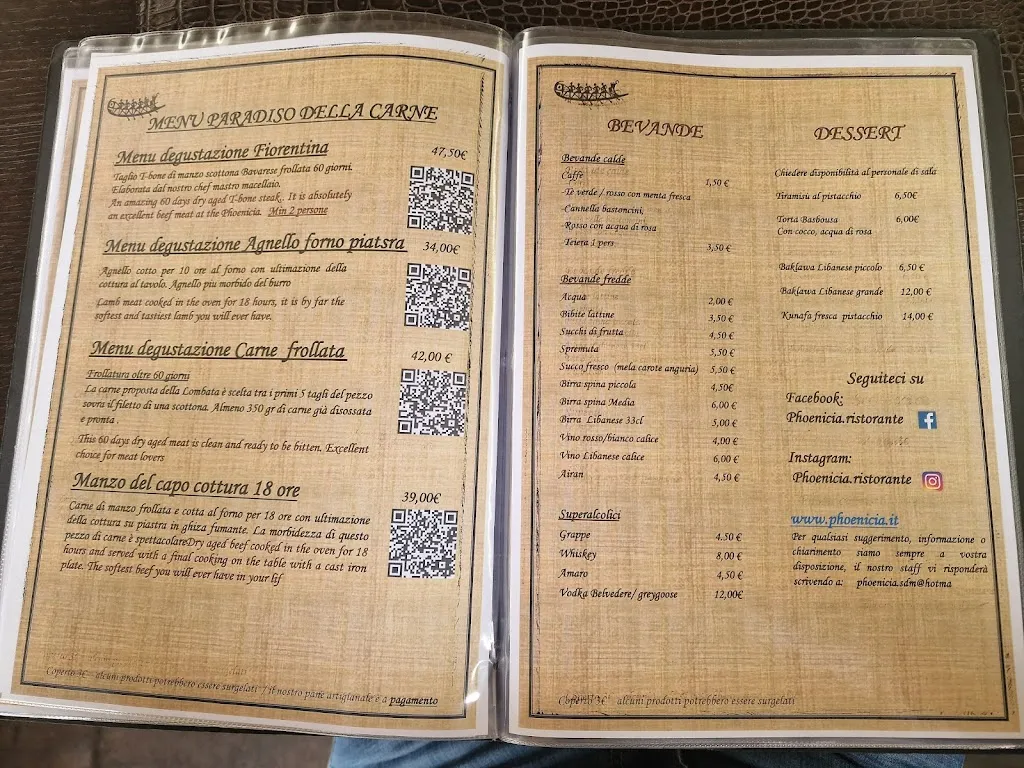 MENU PARADISO DELLA CARNE
Menu degustazione Fiorentina
47,50€
Taglio T-bone di manzo scottona Bavarese frollata 60 giorni.
Elaborata dal nostro chef mastro macellaio.
An amazing 60 days dry aged T-bone steak,. It is absolutely
an excellent beef meat at the Phoenicia. Min 2 persone
Menu degustazione Agnello forno piatsra
34,00€
Agnello cotto per 10 ore al forno con ultimazione della
cottura al tavolo. Agnello piu morbido del burro
Lamb meat cooked in the oven for 18 hours, it is by far the
softest and tastiest lamb you will ever have.
Menu degustazione Carne frollata
42,00 €
Frollatura oltre 60 giorni
La carne proposta della Lombata è scelta tra i primi 5 tagli del pezzo
sovra il filetto di una scottona. Almeno 350 gr di carne già disossata
e pronta .
This 60 days dry aged meat is clean and ready to be bitten. Excellent
choice for meat lovers
Manzo del capo cottura 18 ore
39,00€
Carne di manzo frollata e cotta al forno per 18 ore con ultimazione
della cottura su piastra in ghiza fumante. La morbidezza di questo
pezzo di carne è spettacolareDry aged beef cooked in the oven for 18
hours and served with a final cooking on the table with a cast iron
plate. The softest beef you will ever have in your lif
alcuni prodotti potrebbero essere surgelati / il nostro pane artigianale è a pagamento
BEVANDE
Bevande calde
Caffè
1,50 €
-Tè verde / rosso con menta fresca
-Cannella bastoncini,
-Rosso con acqua di rosa
-Teiera 1 pers
3,50 €
Bevande fredde
Acqua 2,00 €
Bibite lattine 3,50 €
Succhi di frutta 4,50 €
Spremuta 5,50 €
Succo fresco (mela carote anguria) 5,50 €
Birra spina piccola 4,50€
Birra spina Media 6,00 €
Birra Libanese 33cl 5,00 €
Vino rosso/bianco calice 4,00 €
Vino Libanese calice 6,00 €
Airan 4,50 €
Superalcolici
Grappe 4,50 €
Whiskey 8,00 €
Amaro 4,50 €
Vodka Belvedere/ greygoose 12,00€
Coperto 3€ alcuni prodotti potrebbero essere surgelati
DESSERT
Chiedere disponibilità al personale di sala
Tiramisù al pistacchio 6,50€
Torta Basbousa 6,00€
Con cocco, acqua di rosa
Baklawa Libanese piccolo 6,50 €
Baklawa Libanese grande 12,00 €
Kunafa fresca pistacchio 14,00 €
Seguiteci su
Facebook:
Phoenicia.ristorante
Instagram:
Phoenicia.ristorante
www.phoenicia.it
Per qualsiasi suggerimento, informazione o
chiarimento siamo sempre a vostra
disposizione, il nostro staff vi risponderà
scrivendo a: phoenicia.sdm@hotma